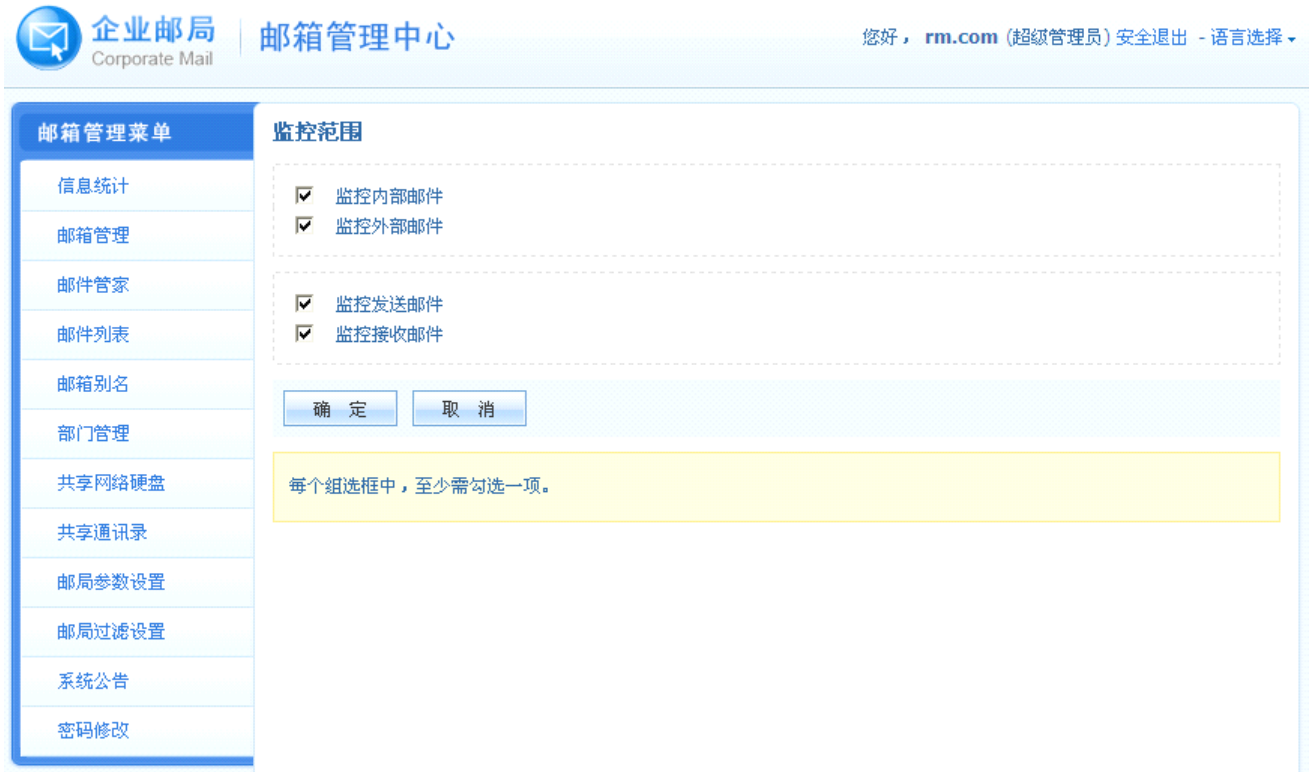 企业邮局
Corporate Mail
邮箱管理中心
您好， rm.com (超级管理员) 安全退出 - 语言选择
邮箱管理菜单
信息统计
邮箱管理
邮件管家
邮件列表
邮箱别名
部门管理
共享网络硬盘
共享通讯录
邮局参数设置
邮局过滤设置
系统公告
密码修改
监控范围
监控内部邮件
监控外部邮件
监控发送邮件
监控接收邮件
确 定
取 消
每个组选框中，至少需勾选一项。